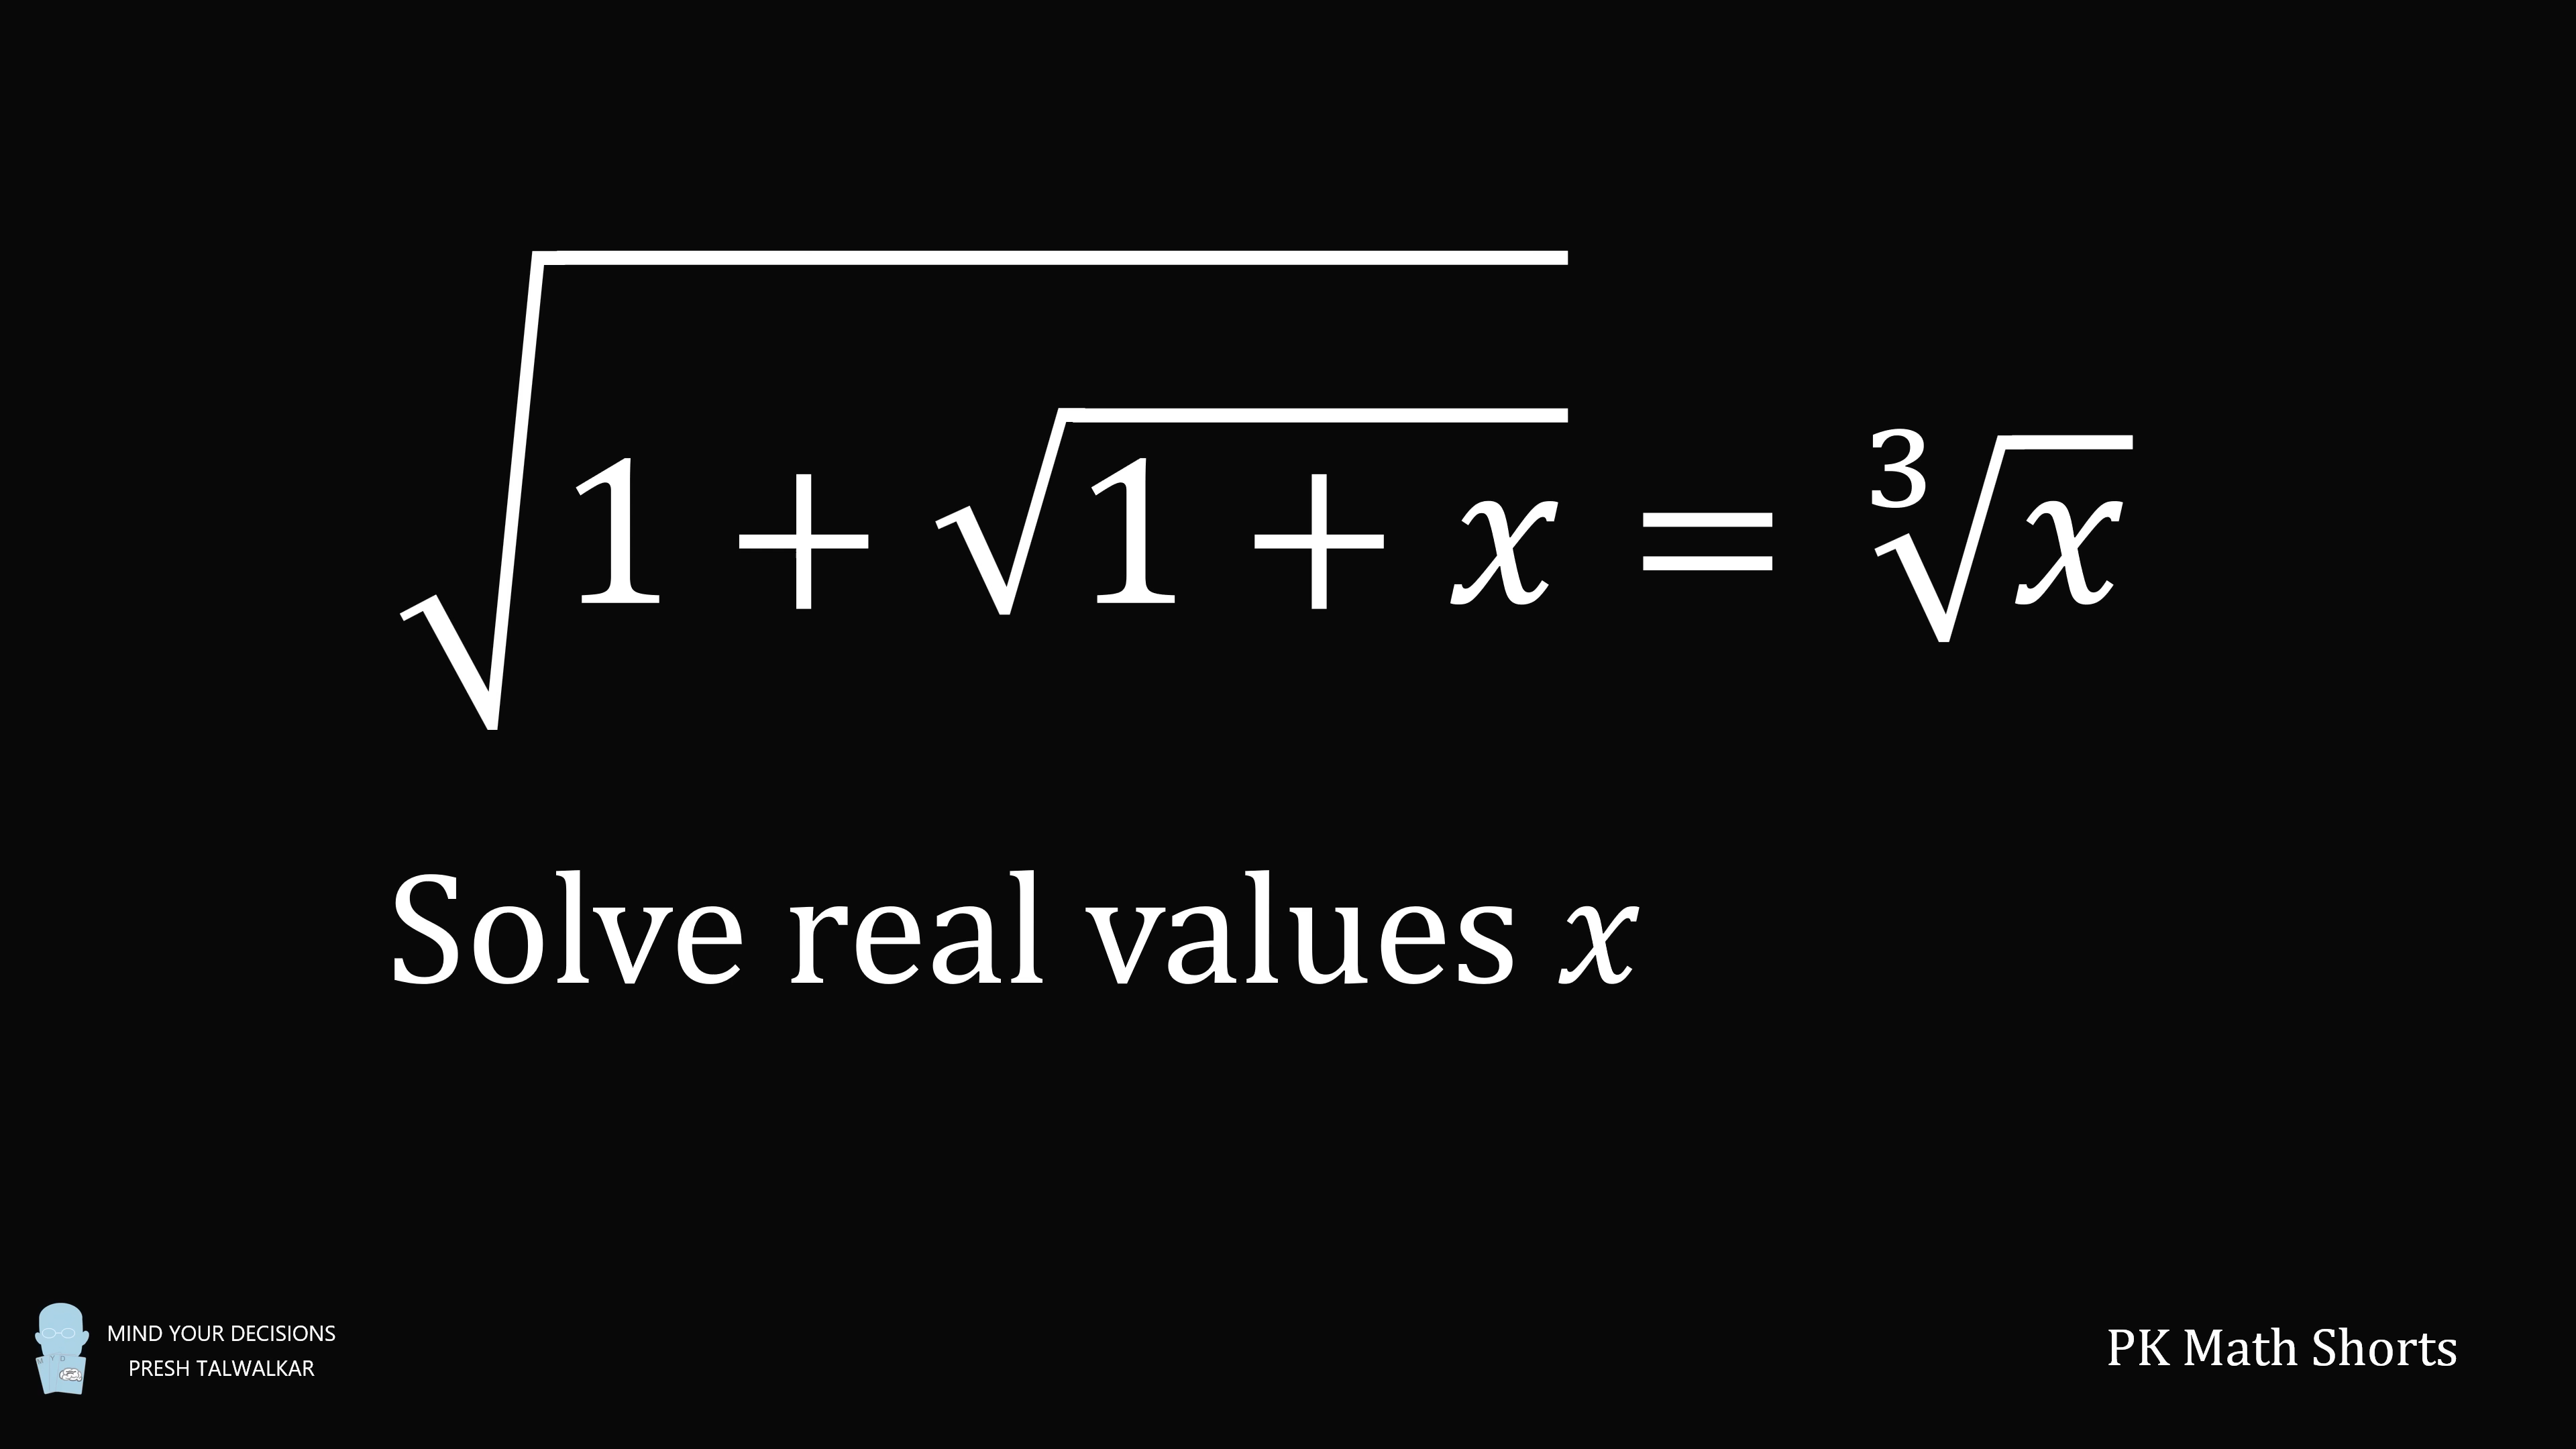 √(1 + √(1 + x)) = ∛x
Solve real values x
MIND YOUR DECISIONS
PRESH TALWALKAR
PK Math Shorts